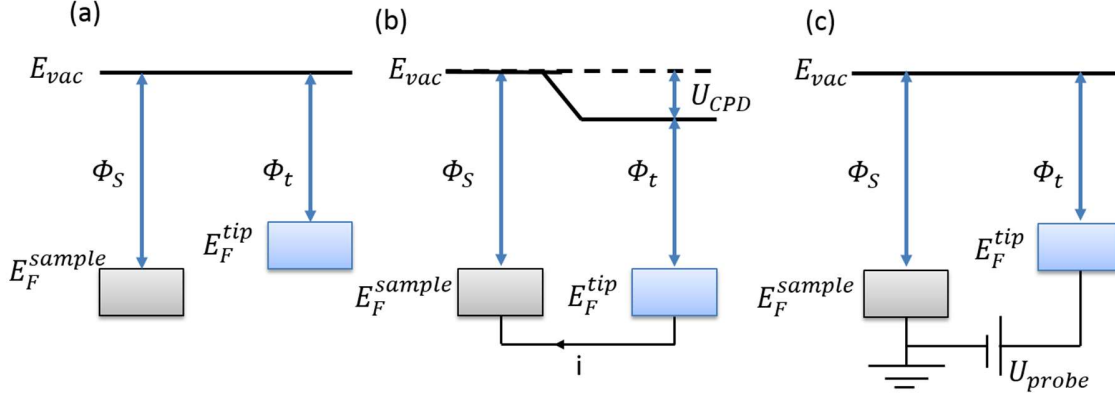 (a)
E_vac
Φ_S
Φ_t
E_F^tip
E_F^sample
(b)
E_vac
U_CPD
Φ_S
Φ_t
E_F^sample
E_F^tip
i
(c)
E_vac
Φ_S
Φ_t
E_F^tip
E_F^sample
U_probe